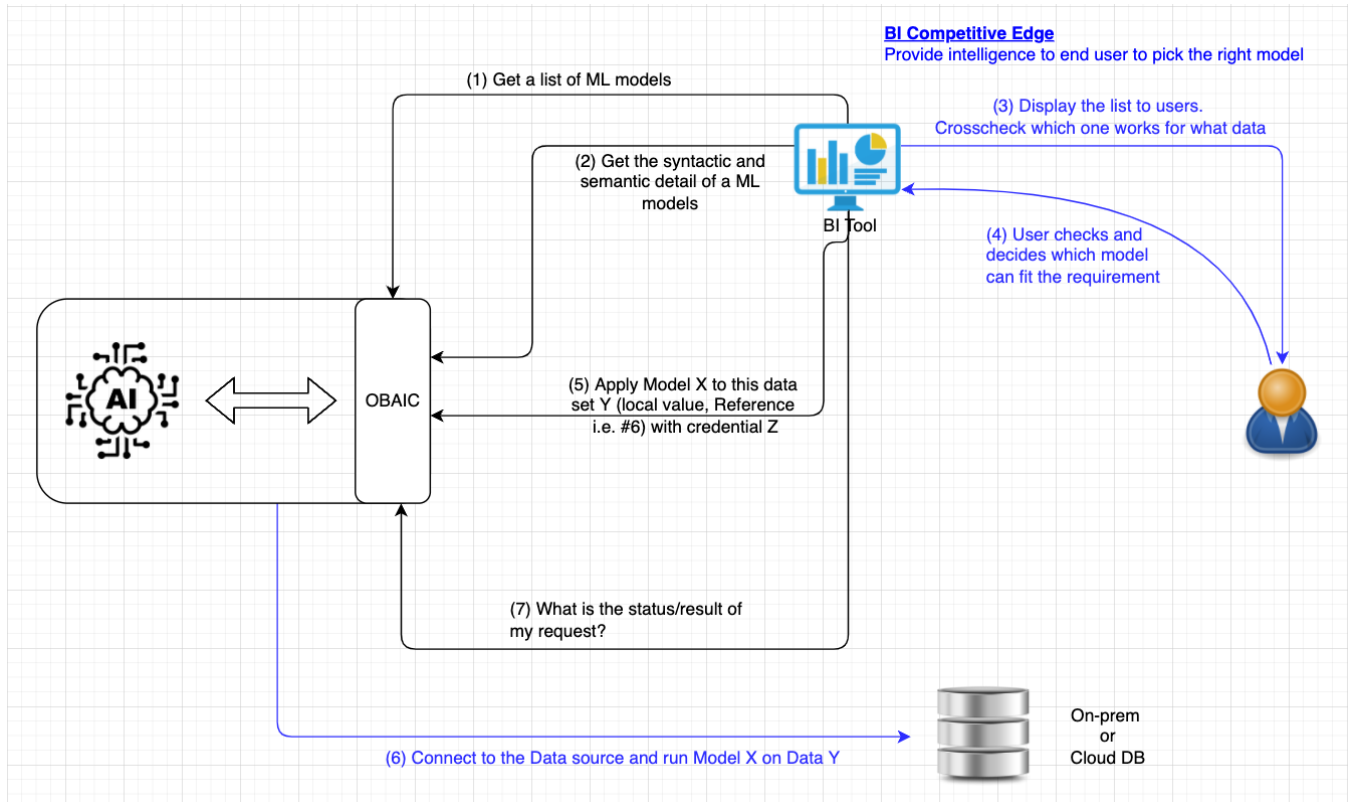 BI Competitive Edge
Provide intelligence to end user to pick the right model
(1) Get a list of ML models
(3) Display the list to users.
Crosscheck which one works for what data
(2) Get the syntactic and
semantic detail of a ML
models
BI Tool
(4) User checks and
decides which model
can fit the requirement
AI
OBAIC
(5) Apply Model X to this data
set Y (local value, Reference
i.e. #6) with credential Z
(7) What is the status/result of
my request?
On-prem
or
Cloud DB
(6) Connect to the Data source and run Model X on Data Y